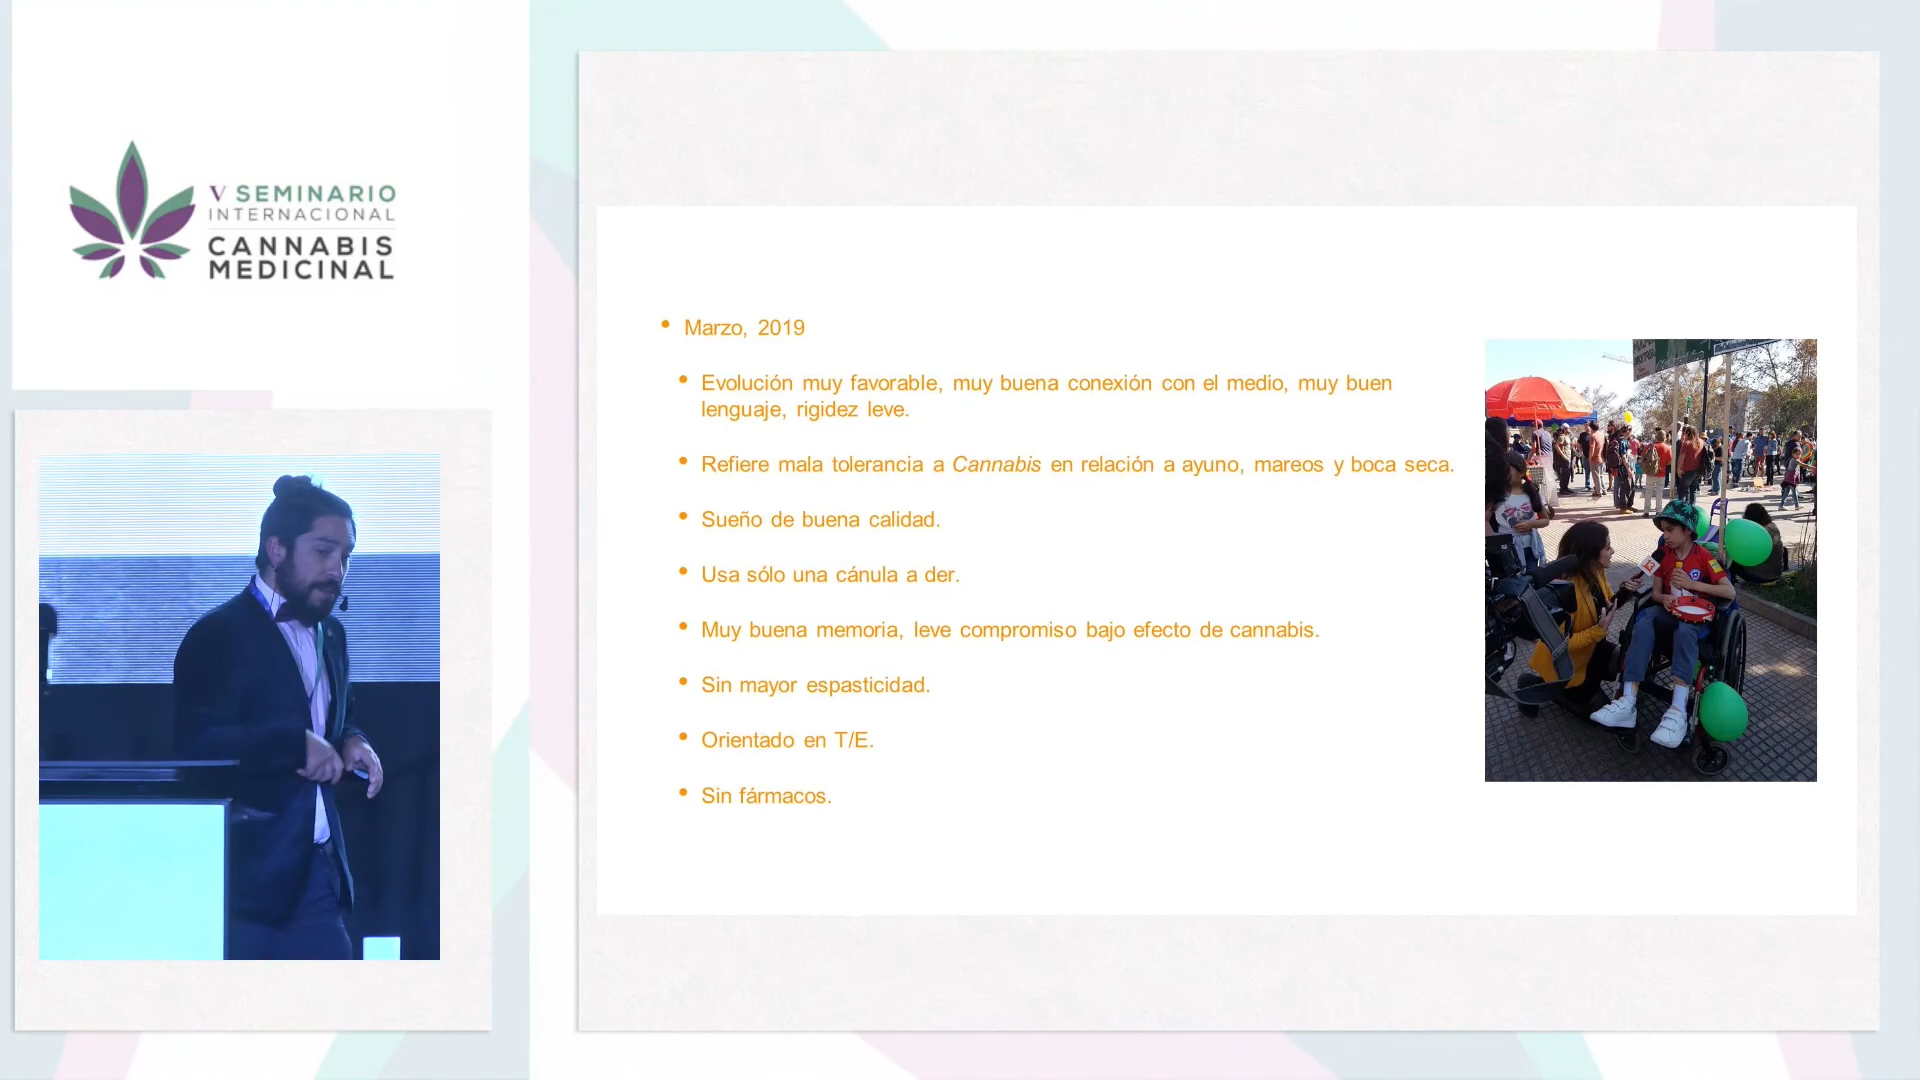 V SEMINARIO
INTERNACIONAL
CANNABIS
MEDICINAL
• Marzo, 2019
• Evolución muy favorable, muy buena conexión con el medio, muy buen
lenguaje, rigidez leve.
• Refiere mala tolerancia a Cannabis en relación a ayuno, mareos y boca seca.
• Sueño de buena calidad.
• Usa sólo una cánula a der.
• Muy buena memoria, leve compromiso bajo efecto de cannabis.
• Sin mayor espasticidad.
• Orientado en T/E.
• Sin fármacos.
13